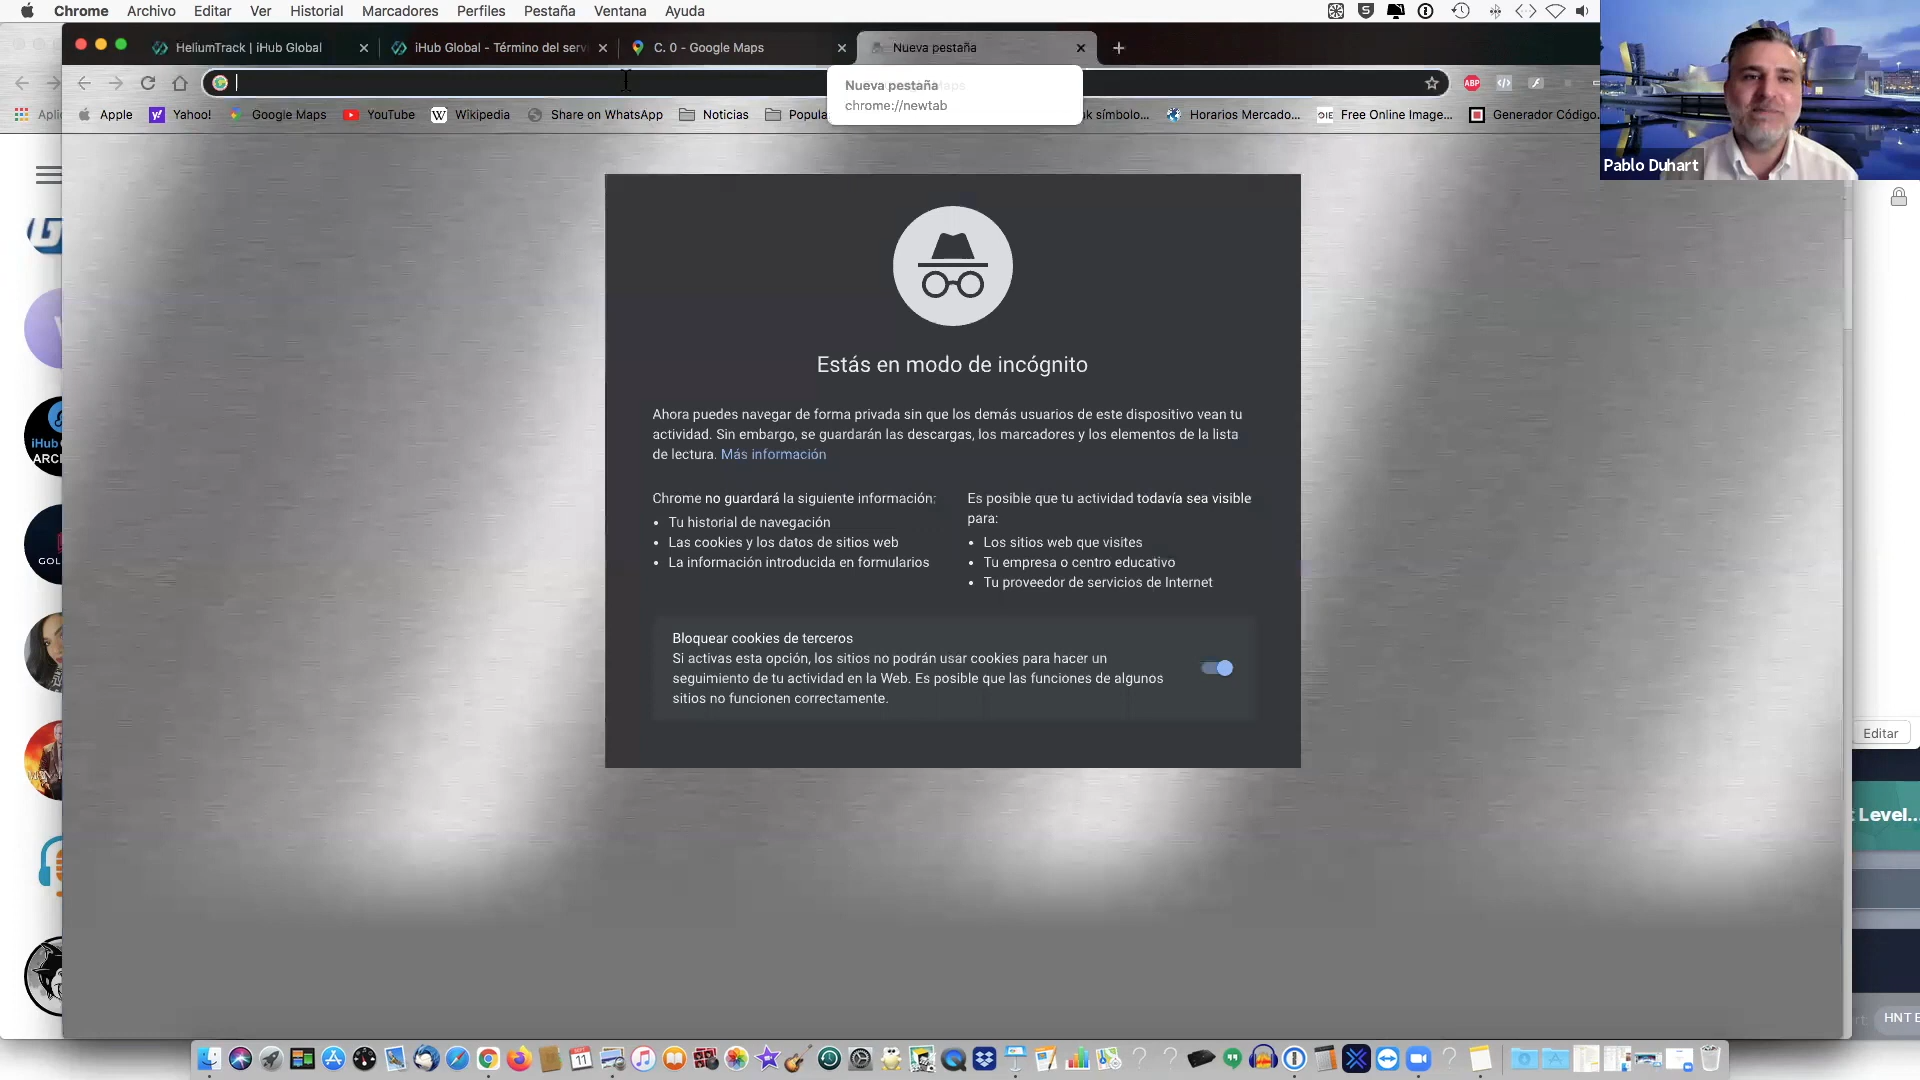 Chrome Archivo Editar Ver Historial Marcadores Perfiles Pestaña Ventana Ayuda
HeliumTrack | iHub Global
iHub Global - Término del serv
C. 0 - Google Maps
Nueva pestaña
Nueva pestaña
chrome://newtab
Apple
Yahoo!
Google Maps
YouTube
Wikipedia
Share on WhatsApp
Noticias
Popula
k símbolo...
Horarios Mercado...
Free Online Image...
Generador Código...
ABP
Pablo Duhart
Estás en modo de incógnito
Ahora puedes navegar de forma privada sin que los demás usuarios de este dispositivo vean tu
actividad. Sin embargo, se guardarán las descargas, los marcadores y los elementos de la lista
de lectura. Más información
Chrome no guardará la siguiente información:
• Tu historial de navegación
• Las cookies y los datos de sitios web
• La información introducida en formularios
Es posible que tu actividad todavía sea visible
para:
• Los sitios web que visites
• Tu empresa o centro educativo
• Tu proveedor de servicios de Internet
Bloquear cookies de terceros
Si activas esta opción, los sitios no podrán usar cookies para hacer un
seguimiento de tu actividad en la Web. Es posible que las funciones de algunos
sitios no funcionen correctamente.
iHub
ARC
GOL
Editar
t Level...
HNT E
11